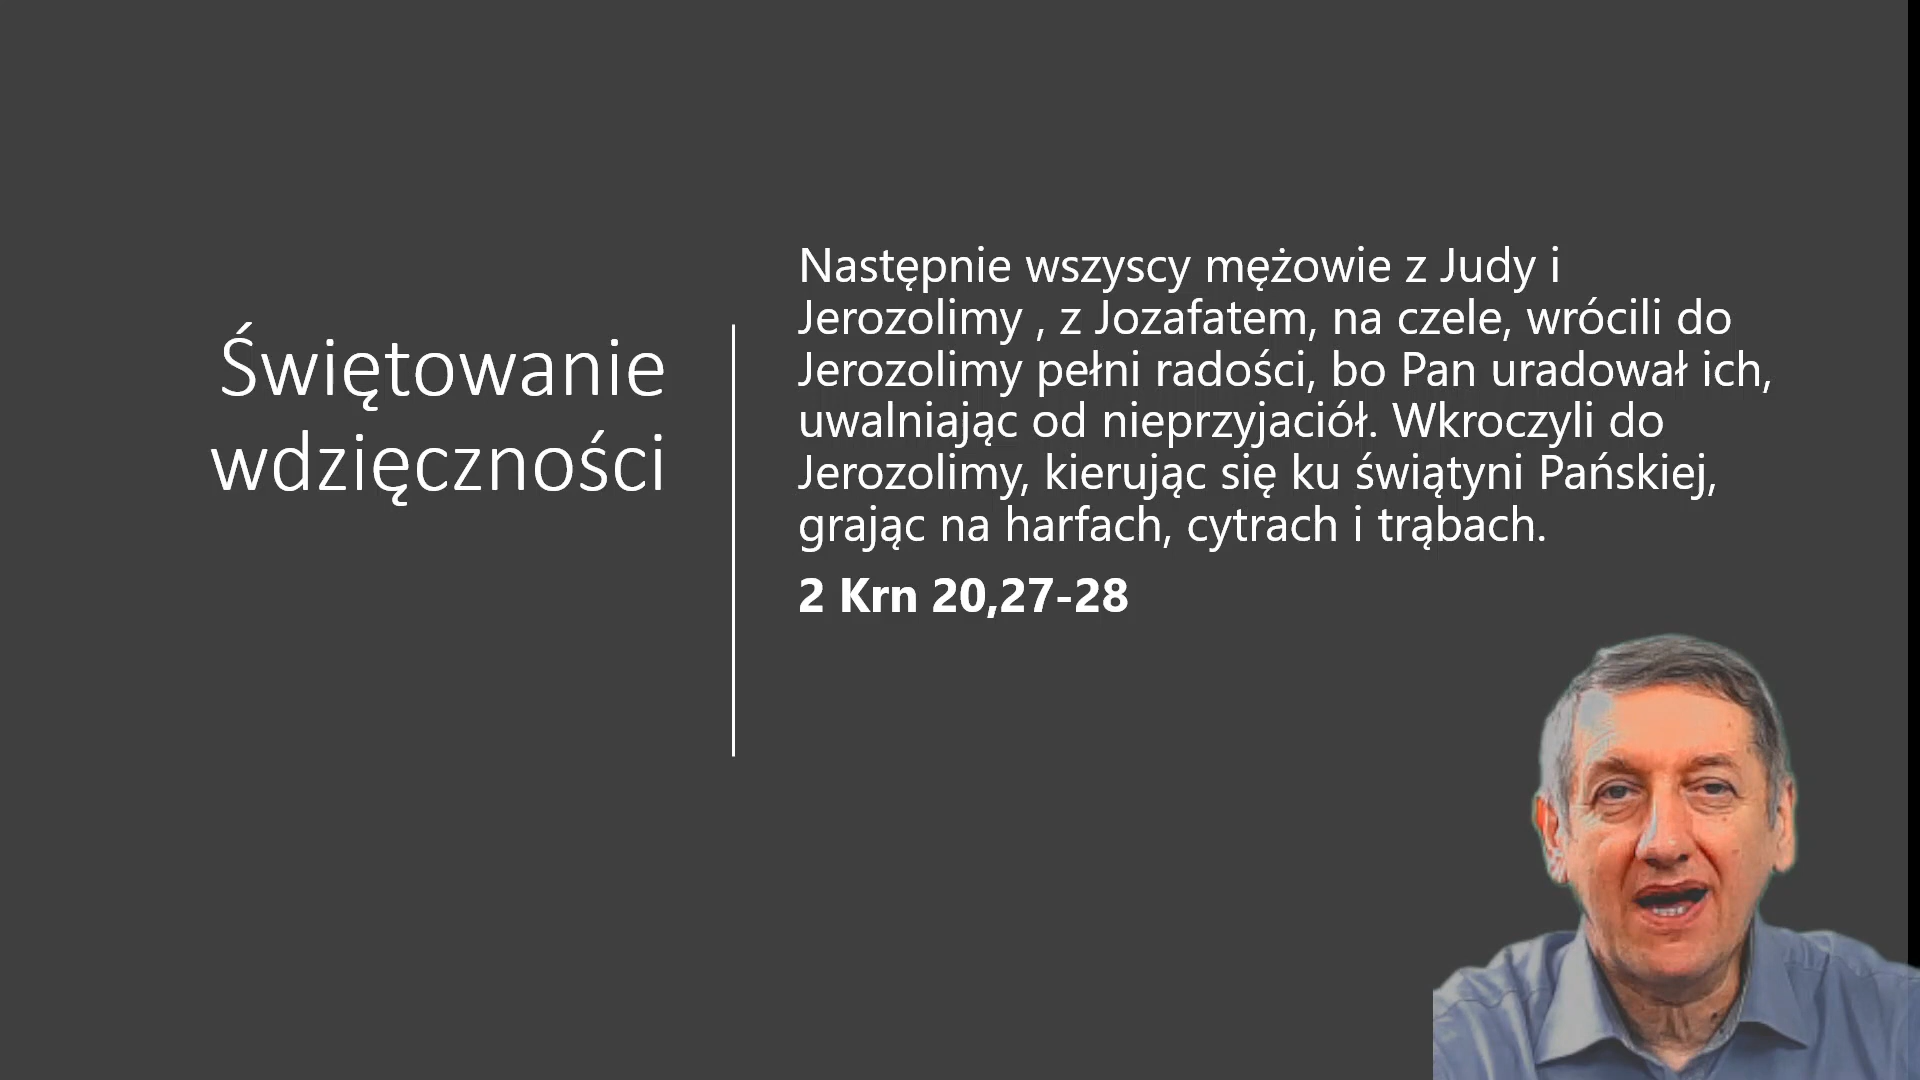 Świętowanie
wdzięczności
Następnie wszyscy mężowie z Judy i
Jerozolimy , z Jozafatem, na czele, wrócili do
Jerozolimy pełni radości, bo Pan uradował ich,
uwalniając od nieprzyjaciół. Wkroczyli do
Jerozolimy, kierując się ku świątyni Pańskiej,
grając na harfach, cytrach i trąbach.
2 Krn 20,27-28